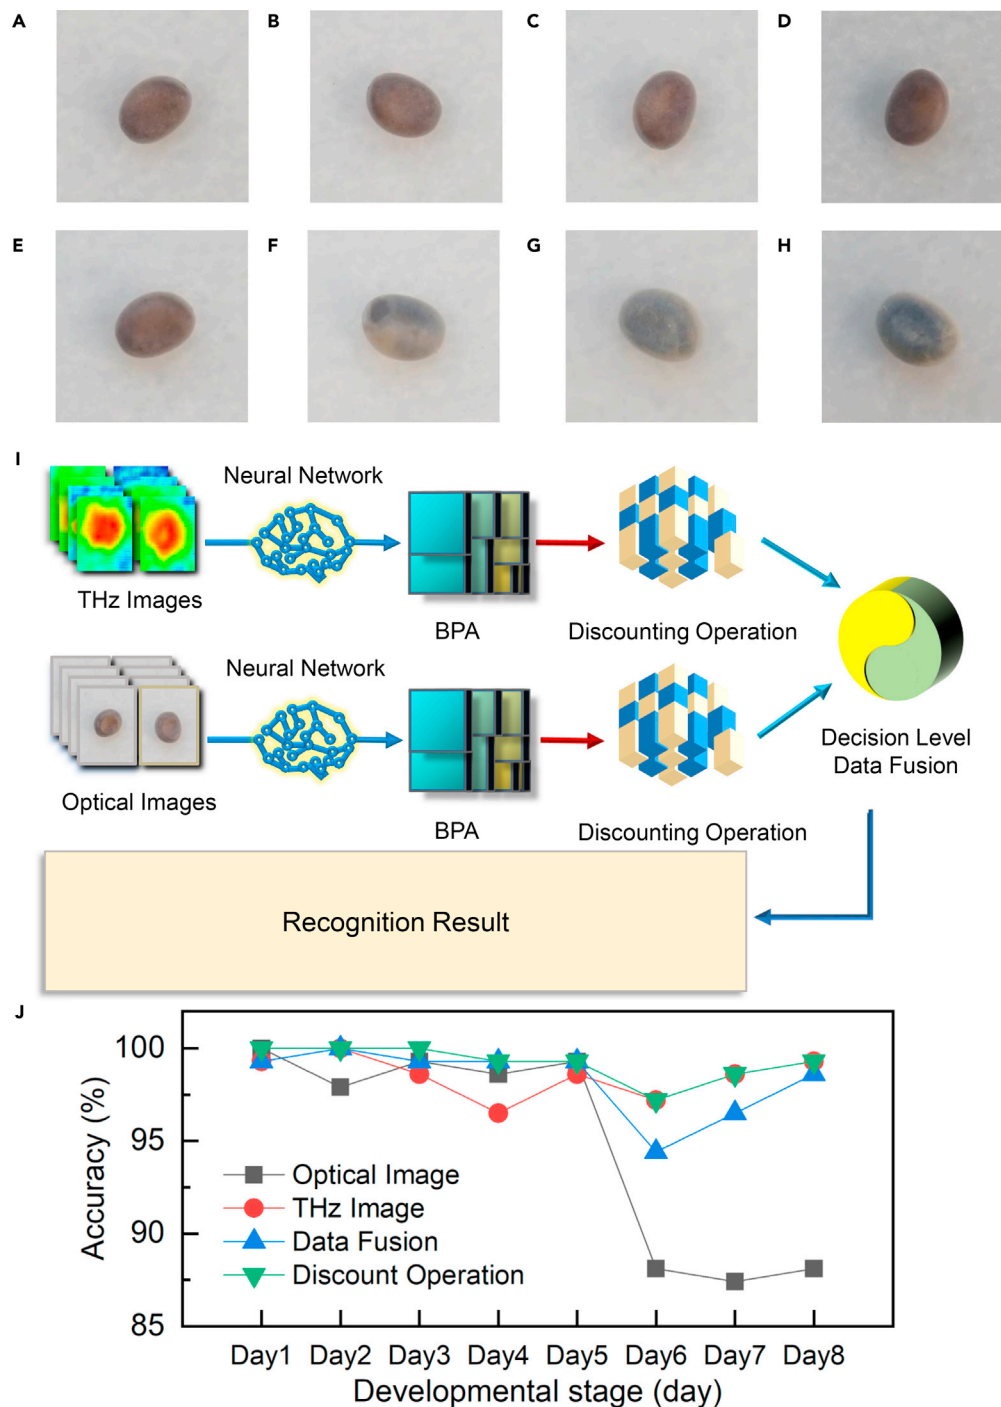 A
B
C
D
E
F
G
H
I
Neural Network
THz Images
BPA
Discounting Operation
Neural Network
Optical Images
BPA
Discounting Operation
Decision Level
Data Fusion
Recognition Result
J
100
95
90
85
Accuracy (%)
Optical Image
THz Image
Data Fusion
Discount Operation
Day1 Day2 Day3 Day4 Day5 Day6 Day7 Day8
Developmental stage (day)